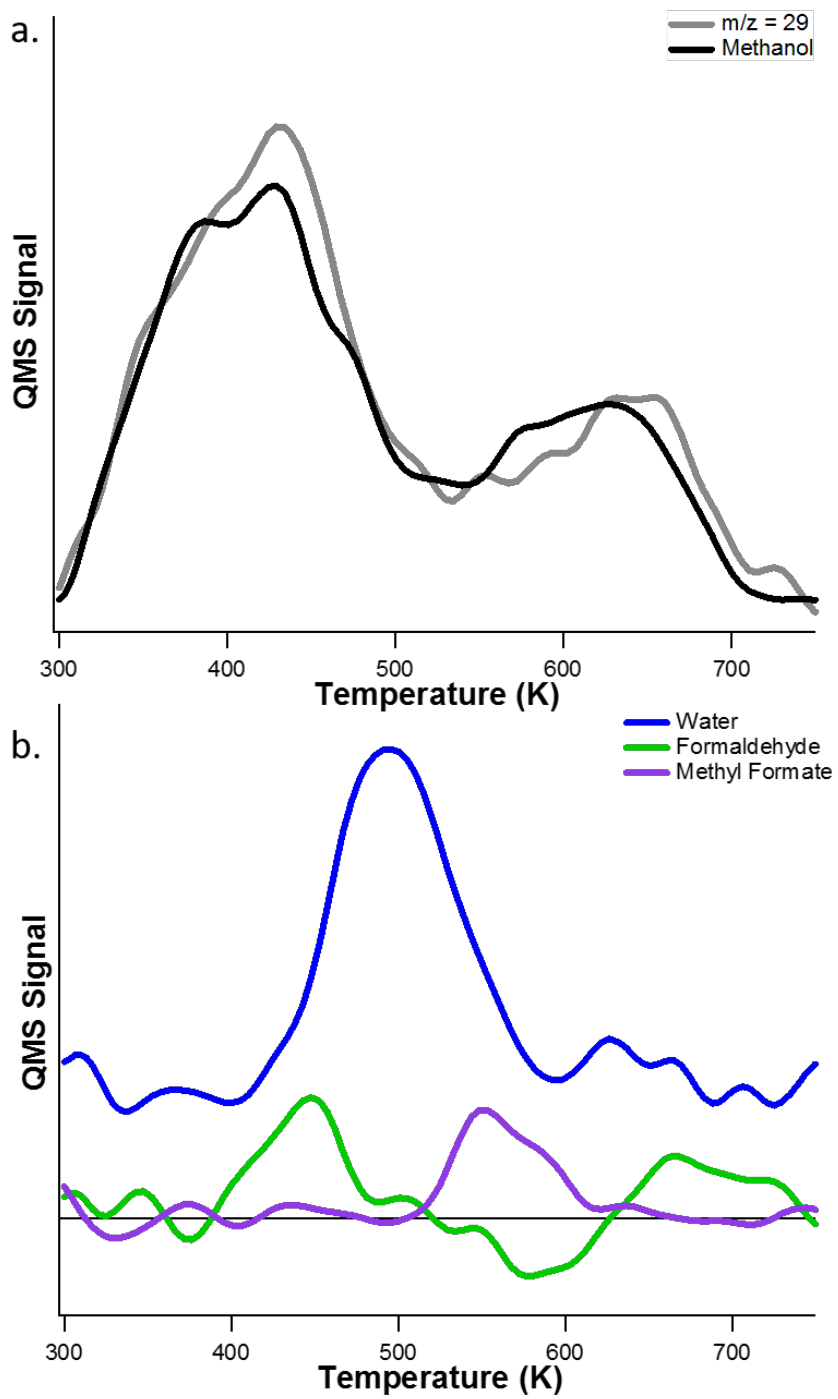 a.
m/z = 29
Methanol
QMS Signal
300 400 500 600 700
Temperature (K)
b.
Water
Formaldehyde
Methyl Formate
QMS Signal
300 400 500 600 700
Temperature (K)